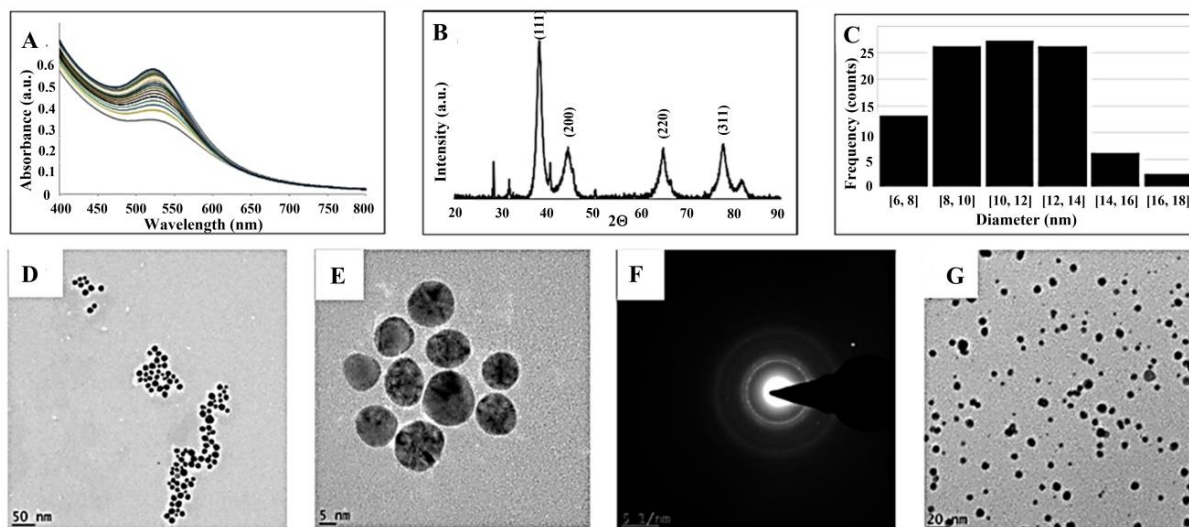 A
Absorbance (a.u.)
0.6
0.5
0.4
0.3
0.2
0.1
0
400 450 500 550 600 650 700 750 800
Wavelength (nm)
B
Intensity (a.u.)
(111)
(200)
(220)
(311)
20 30 40 50 60 70 80 90
2Θ
C
Frequency (counts)
25
20
15
10
5
0
[6, 8] [8, 10] [10, 12] [12, 14] [14, 16] [16, 18]
Diameter (nm)
D
50 nm
E
5 nm
F
5 1/nm
G
20 nm